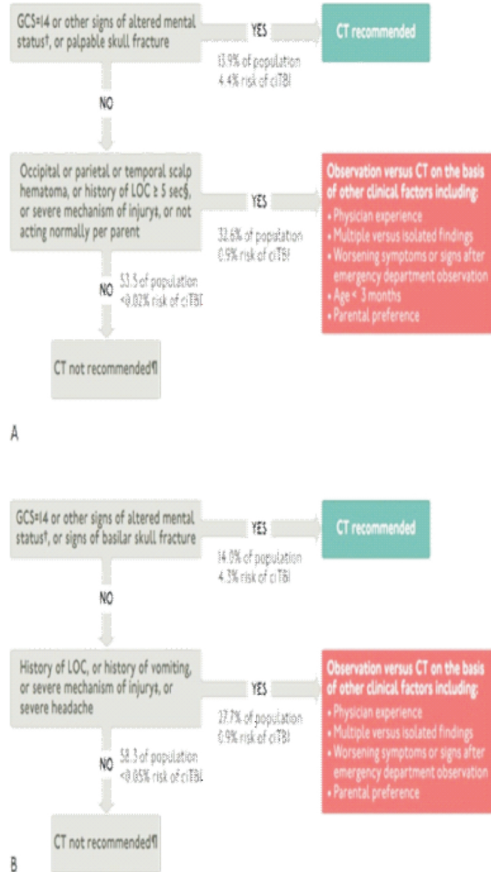 GCS=14 or other signs of altered mental
status†, or palpable skull fracture
YES
13.9% of population
4.4% risk of ciTBI
CT recommended
NO
Occipital or parietal or temporal scalp
hematoma, or history of LOC ≥ 5 sec§,
or severe mechanism of injury‡, or not
acting normally per parent
YES
32.6% of population
0.9% risk of ciTBI
Observation versus CT on the basis
of other clinical factors including:
• Physician experience
• Multiple versus isolated findings
• Worsening symptoms or signs after
emergency department observation
• Age < 3 months
• Parental preference
NO
53.5 of population
<0.02% risk of ciTBI
CT not recommended¶
A
GCS=14 or other signs of altered mental
status†, or signs of basilar skull fracture
YES
14.0% of population
4.3% risk of ciTBI
CT recommended
NO
History of LOC, or history of vomiting,
or severe mechanism of injury‡, or
severe headache
YES
27.7% of population
0.9% risk of ciTBI
Observation versus CT on the basis
of other clinical factors including:
• Physician experience
• Multiple versus isolated findings
• Worsening symptoms or signs after
emergency department observation
• Parental preference
NO
58.3 of population
<0.05% risk of ciTBI
CT not recommended¶
B